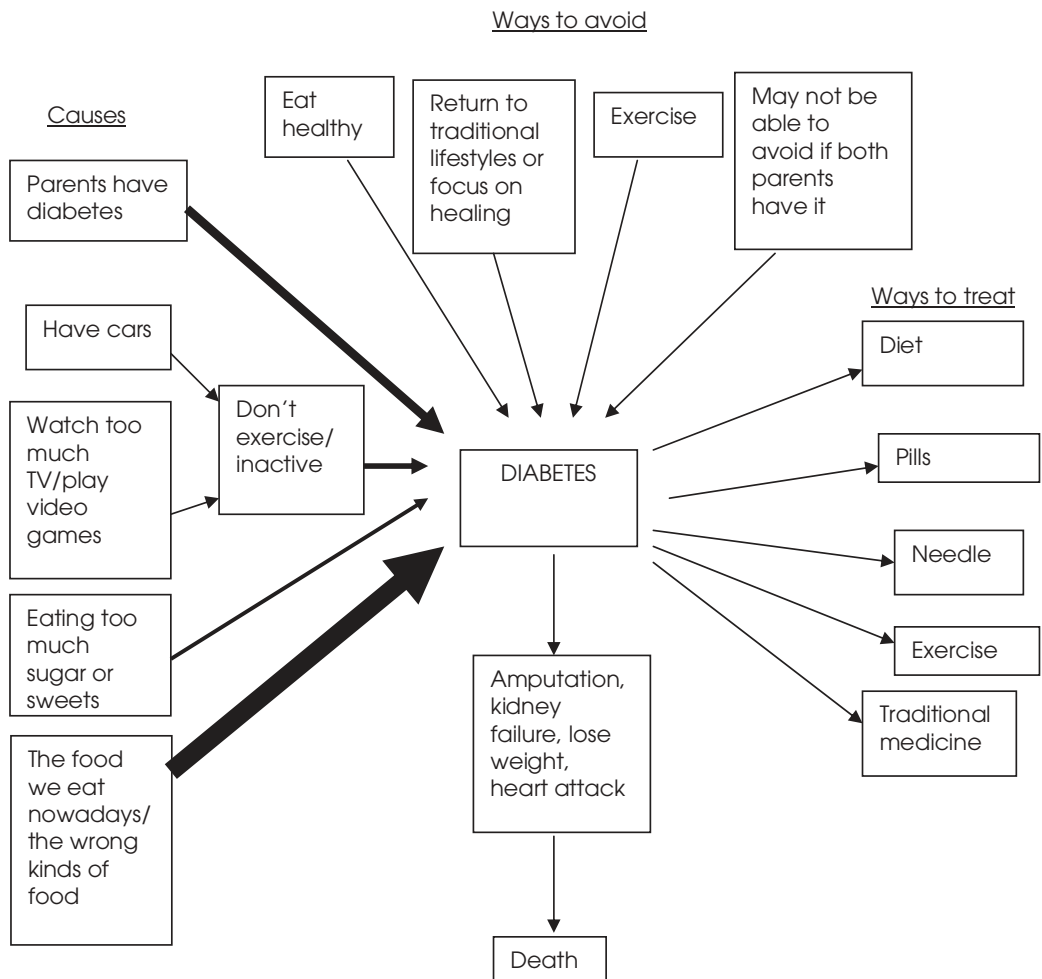 Ways to avoid
Eat
healthy
Return to
traditional
lifestyles or
focus on
healing
Exercise
May not be
able to
avoid if both
parents
have it
Causes
Parents have
diabetes
Have cars
Watch too
much
TV/play
video
games
Don't
exercise/
inactive
Eating too
much
sugar or
sweets
The food
we eat
nowadays/
the wrong
kinds of
food
DIABETES
Amputation,
kidney
failure, lose
weight,
heart attack
Death
Ways to treat
Diet
Pills
Needle
Exercise
Traditional
medicine